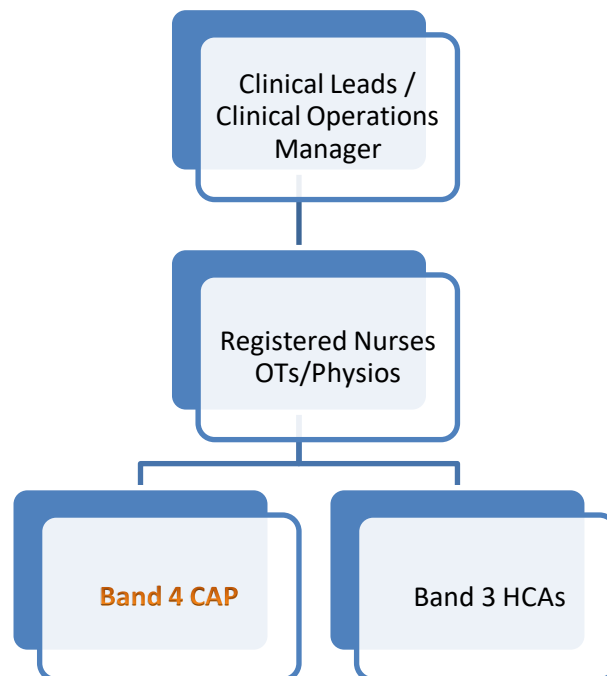 Clinical Leads /
Clinical Operations
Manager
Registered Nurses
OTs/Physios
Band 4 CAP
Band 3 HCAs